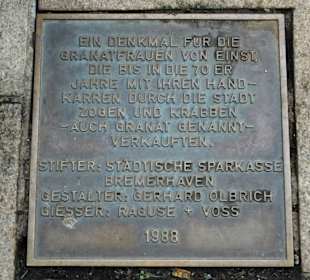 EIN DENKMAL FÜR DIE
GRANATFRAUEN VON EINST,
DIE BIS IN DIE 70 ER
JAHRE MIT IHREN HAND-
KARREN DURCH DIE STADT
ZOGEN UND KRABBEN
-AUCH GRANAT GENANNT-
VERKAUFTEN.
STIFTER: STÄDTISCHE SPARKASSE
BREMERHAVEN
GESTALTER: GERHARD OLBRICH
GIESSER: RAGUSE + VOSS
1988